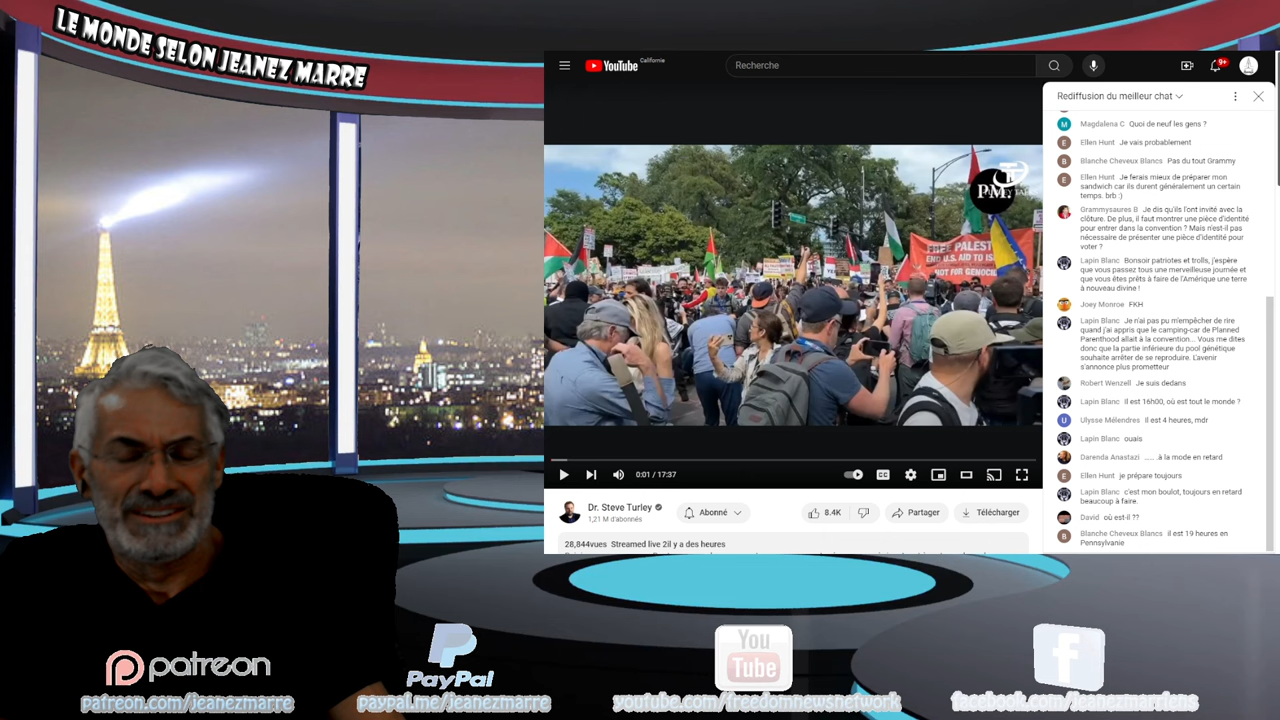 LE MONDE SELON JEANEZ MARRE
YouTube
Californie
Recherche
9+
Rediffusion du meilleur chat
M Magdalena C Quoi de neuf les gens ?
E Ellen Hunt Je vais probablement
B Blanche Cheveux Blancs Pas du tout Grammy
E Ellen Hunt Je ferais mieux de préparer mon
sandwich car ils durent généralement un certain
temps. brb :)
Grammysaures B Je dis qu'ils l'ont invité avec la
clôture. De plus, il faut montrer une pièce d'identité
pour entrer dans la convention ? Mais n'est-il pas
nécessaire de présenter une pièce d'identité pour
voter ?
Lapin Blanc Bonsoir patriotes et trolls, j'espère
que vous passez tous une merveilleuse journée et
que vous êtes prêts à faire de l'Amérique une terre
à nouveau divine !
Joey Monroe FKH
Lapin Blanc Je n'ai pas pu m'empêcher de rire
quand j'ai appris que le camping-car de Planned
Parenthood allait à la convention... Vous me dites
donc que la partie inférieure du pool génétique
souhaite arrêter de se reproduire. L'avenir
s'annonce plus prometteur
Robert Wenzell Je suis dedans
Lapin Blanc Il est 16h00, où est tout le monde ?
U Ulysse Mélendres Il est 4 heures, mdr
Lapin Blanc ouais
Darenda Anastazi ...... .à la mode en retard
E Ellen Hunt je prépare toujours
Lapin Blanc c'est mon boulot, toujours en retard
beaucoup à faire.
David où est-il ??
B Blanche Cheveux Blancs il est 19 heures en
Pennsylvanie
FREE PALESTINE
END U.S. AID TO IS
NOT FOR GENOCID
0:01 / 17:37
CC
Dr. Steve Turley
1,21 M d'abonnés
Abonné
8.4K
Partager
Télécharger
28,844vues Streamed live 2il y a des heures
patreon
patreon.com/jeanezmarre
PayPal
paypal.me/jeanezmarre
You
Tube
youtube.com/freedomnewsnetwork
f
facebook.com/jeanezmarrefans